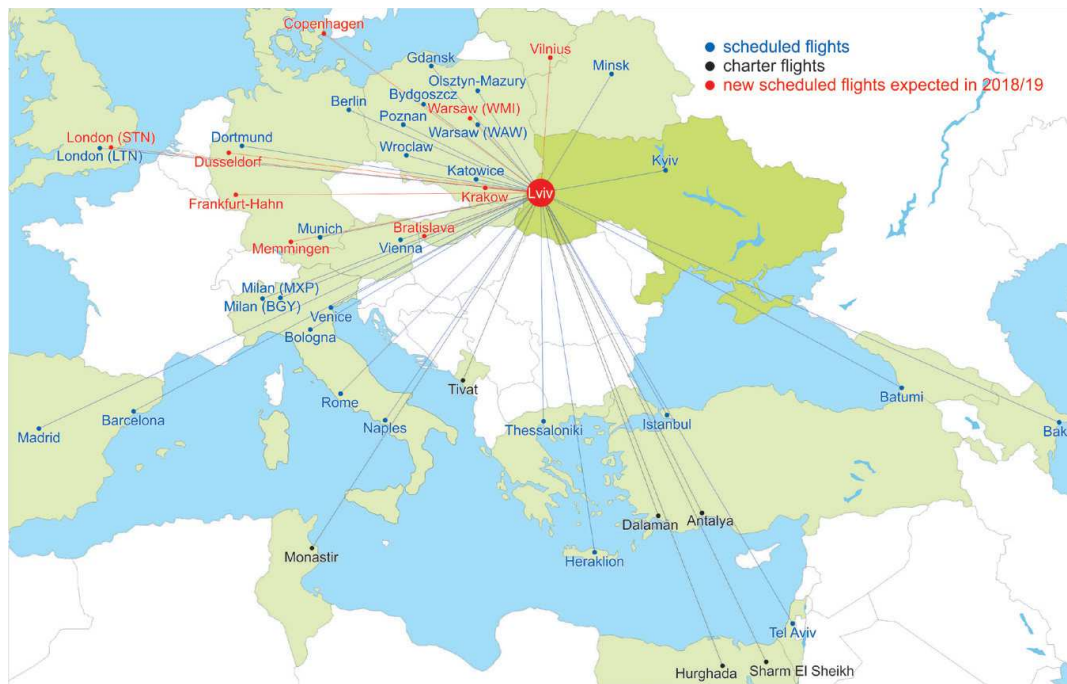 Copenhagen
Vilnius
scheduled flights
charter flights
new scheduled flights expected in 2018/19
Gdansk
Minsk
Olsztyn-Mazury
Berlin
Bydgoszcz
Warsaw (WMI)
Poznan
Warsaw (WAW)
London (STN)
London (LTN)
Dortmund
Dusseldorf
Wroclaw
Katowice
Krakow
Kyiv
Lviv
Frankfurt-Hahn
Munich
Memmingen
Bratislava
Vienna
Milan (MXP)
Milan (BGY)
Venice
Bologna
Tivat
Rome
Naples
Barcelona
Madrid
Thessaloniki
Istanbul
Batumi
Bak
Dalaman
Antalya
Monastir
Heraklion
Tel Aviv
Hurghada
Sharm El Sheikh